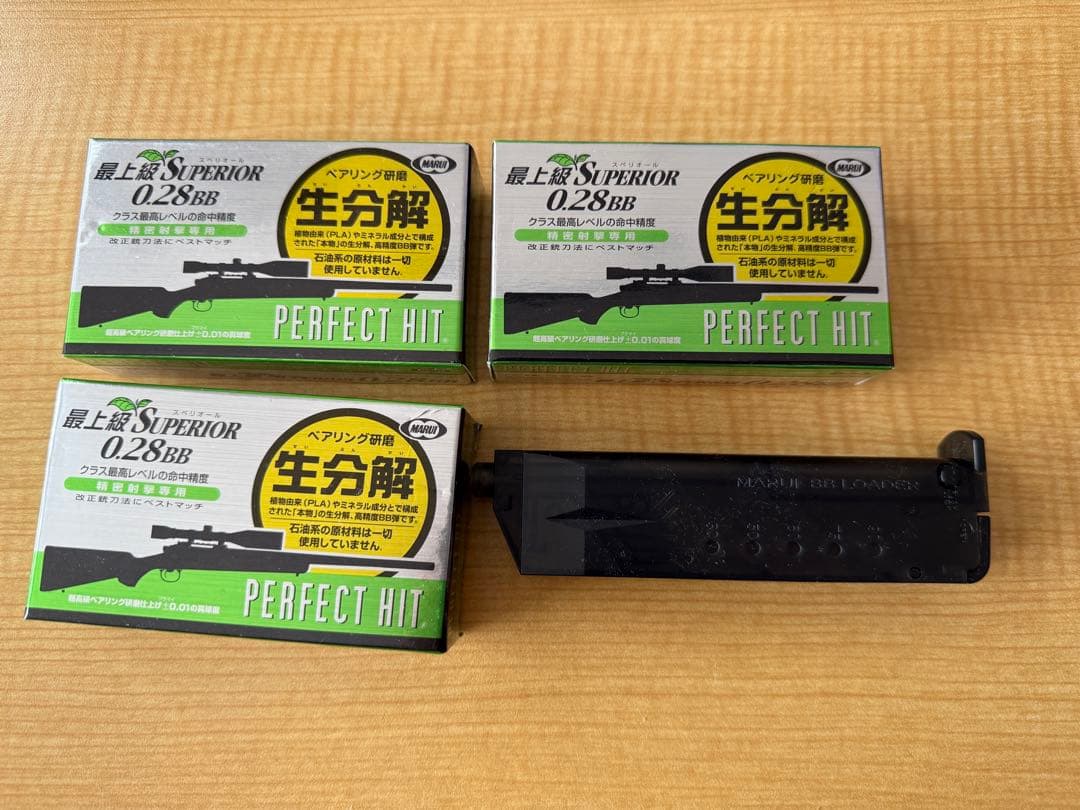 最上級 SUPERIOR
スペリオール
0.28BB
クラス最高レベルの命中精度
精密射撃専用
改正銃刀法にベストマッチ
MARUI
ベアリング研磨
せい ぶん かい
生分解
植物由来(PLA)やミネラル成分とで構成
された「本物」の生分解、高精度BB弾です。
石油系の原材料は一切
使用していません。
PERFECT HIT
超高級ベアリング研磨仕上げ±0.01の真球度
最上級 SUPERIOR
スペリオール
0.28BB
クラス最高レベルの命中精度
精密射撃専用
改正銃刀法にベストマッチ
MARUI
ベアリング研磨
せい ぶん かい
生分解
植物由来(PLA)やミネラル成分とで構成
された「本物」の生分解、高精度BB弾です。
石油系の原材料は一切
使用していません。
PERFECT HIT
超高級ベアリング研磨仕上げ±0.01の真球度
PERFECT HIT
最上級 SUPERIOR
スペリオール
0.28BB
クラス最高レベルの命中精度
精密射撃専用
改正銃刀法にベストマッチ
MARUI
ベアリング研磨
せい ぶん かい
生分解
植物由来(PLA)やミネラル成分とで構成
された「本物」の生分解、高精度BB弾です。
石油系の原材料は一切
使用していません。
PERFECT HIT
超高級ベアリング研磨仕上げ±0.01の真球度
MARUI BB LOADER